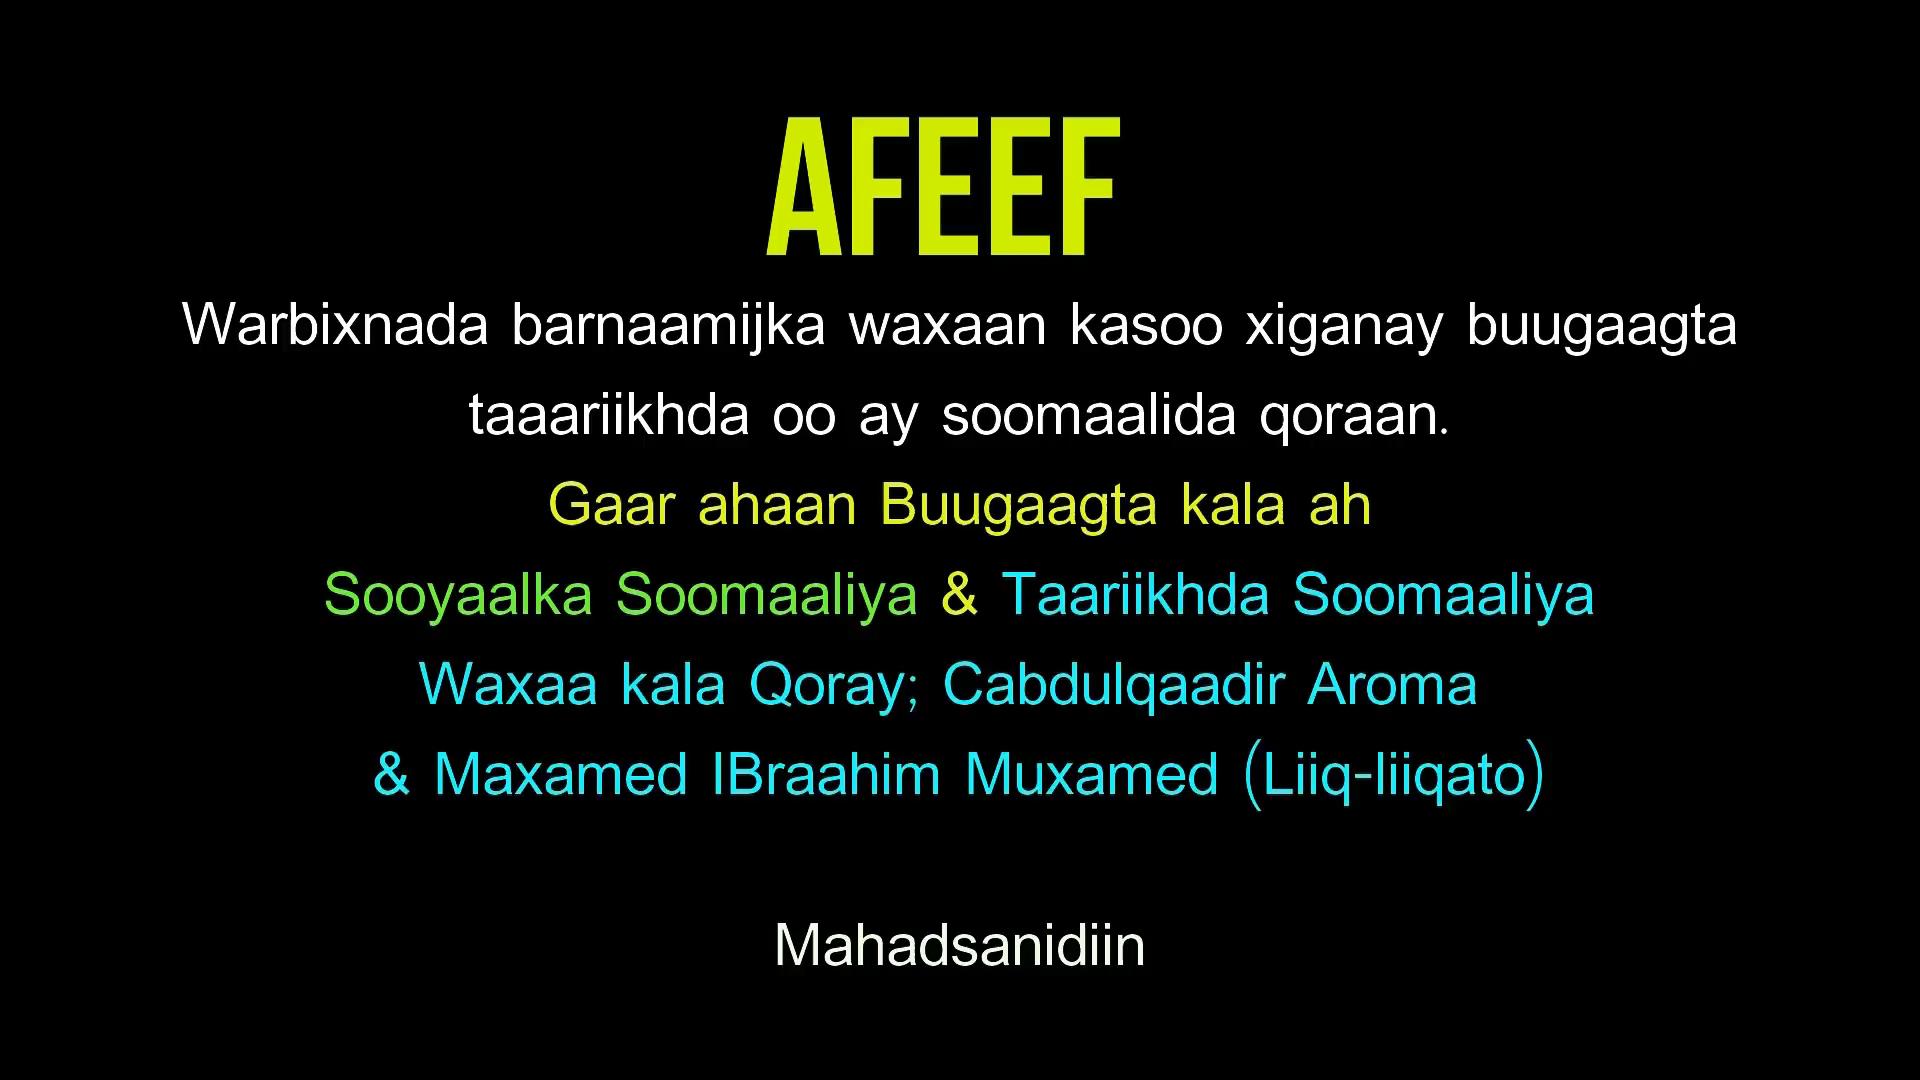 AFEEF
Warbixnada barnaamijka waxaan kasoo xiganay buugaagta
taaariikhda oo ay soomaalida qoraan.
Gaar ahaan Buugaagta kala ah
Sooyaalka Soomaaliya & Taariikhda Soomaaliya
Waxaa kala Qoray; Cabdulqaadir Aroma
& Maxamed IBraahim Muxamed (Liiq-liiqato)
Mahadsanidiin